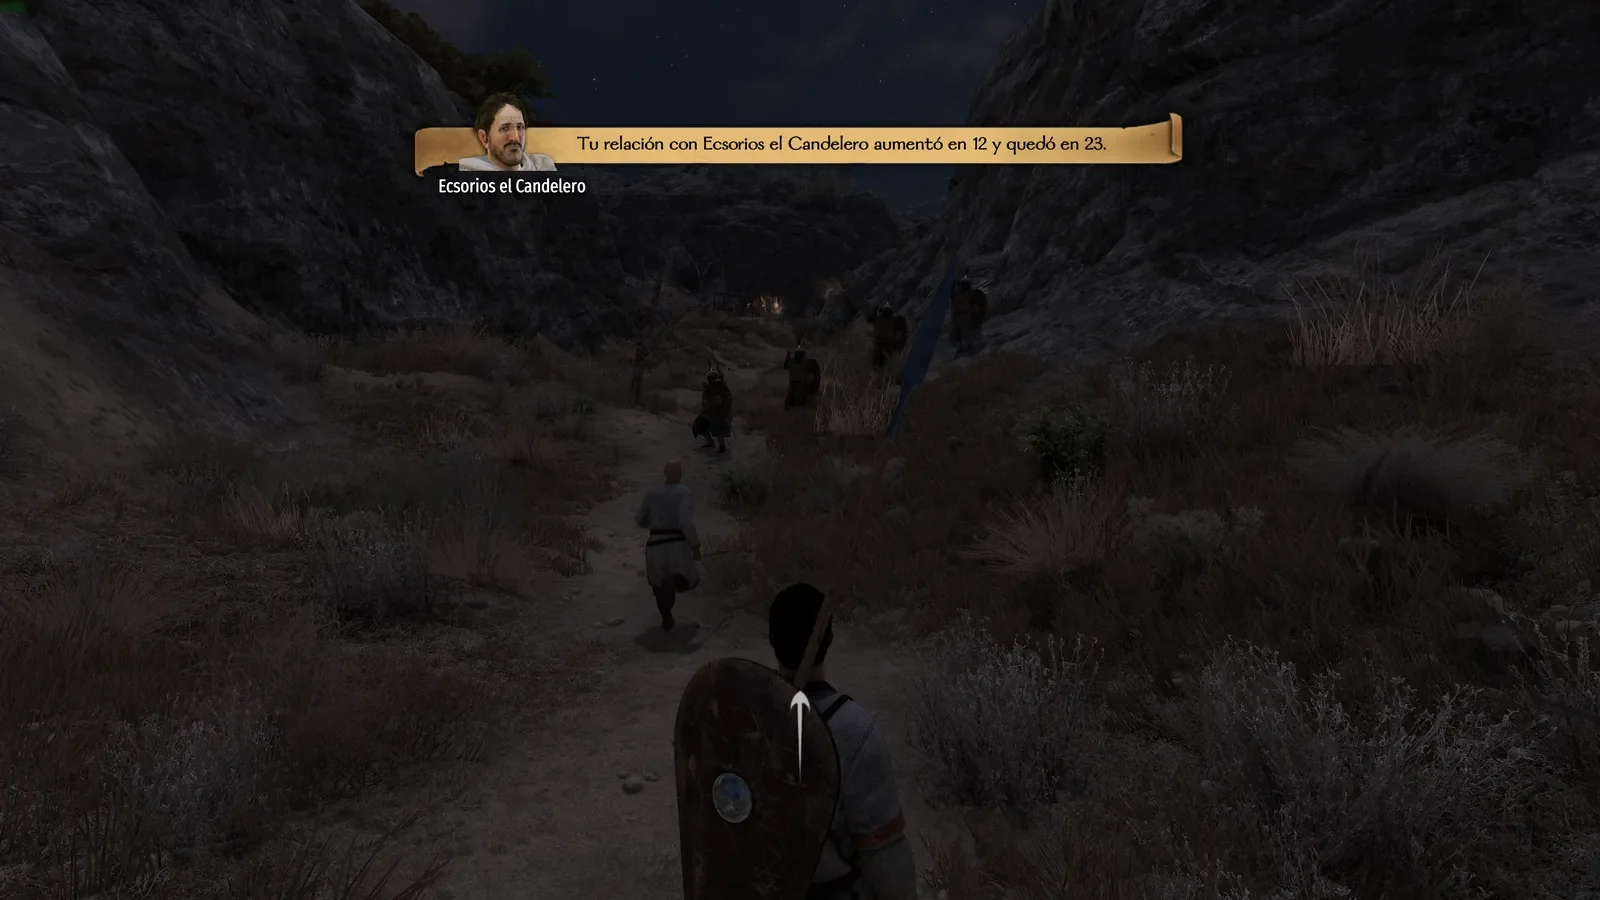 Tu relación con Ecsorios el Candelero aumentó en 12 y quedó en 23.
Ecsorios el Candelero